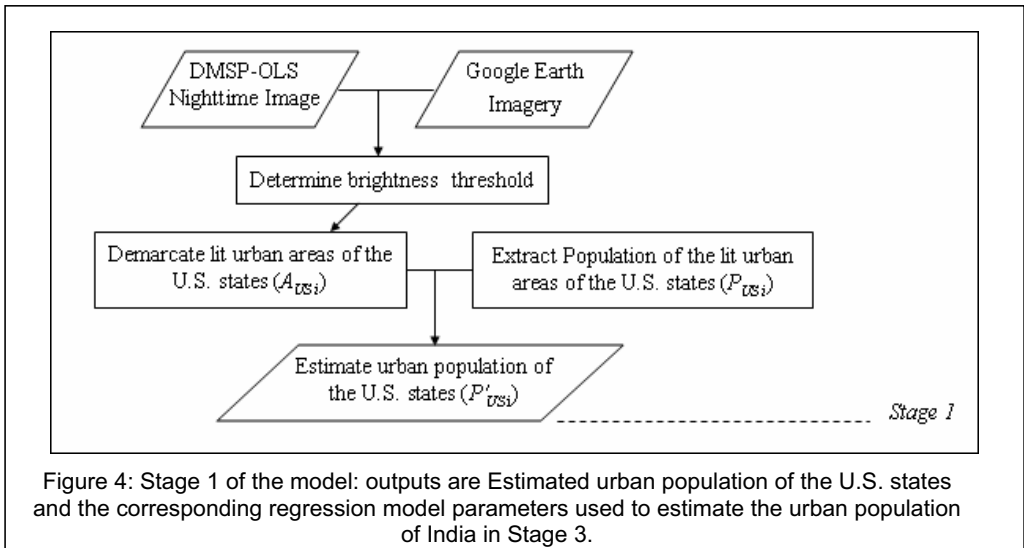 DMSP-OLS
Nighttime Image
Google Earth
Imagery
Determine brightness threshold
Demarcate lit urban areas of the
U.S. states (A_USi)
Extract Population of the lit urban
areas of the U.S. states (P_USi)
Estimate urban population of
the U.S. states (P'_USi)
Stage 1
Figure 4: Stage 1 of the model: outputs are Estimated urban population of the U.S. states
and the corresponding regression model parameters used to estimate the urban population
of India in Stage 3.